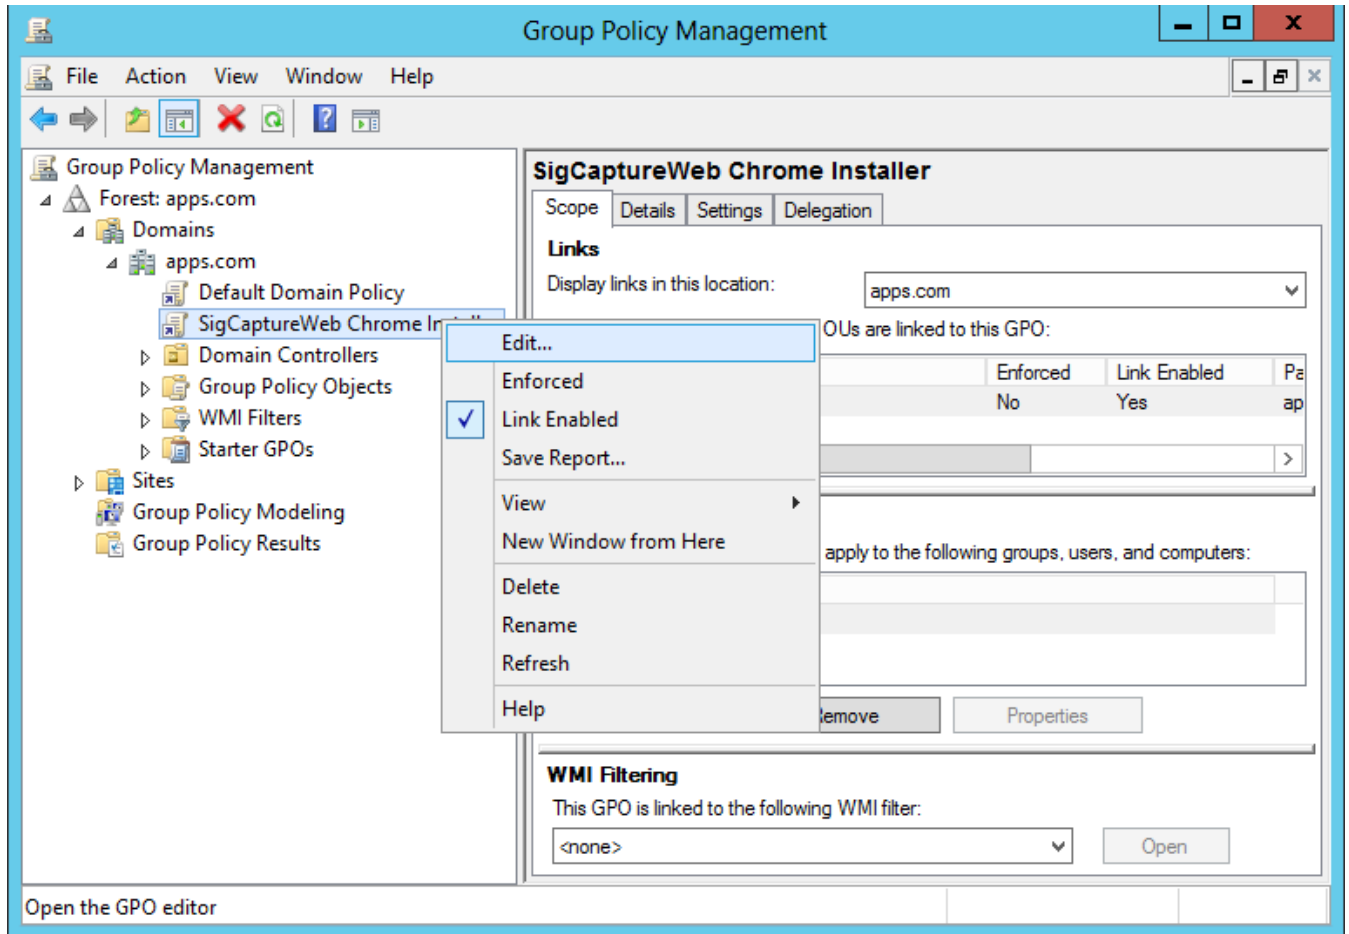 Group Policy Management
File Action View Window Help
Group Policy Management
Forest: apps.com
Domains
apps.com
Default Domain Policy
SigCaptureWeb Chrome
Domain Controllers
Group Policy Objects
WMI Filters
Starter GPOs
Sites
Group Policy Modeling
Group Policy Results
SigCaptureWeb Chrome Installer
Scope Details Settings Delegation
Links
Display links in this location: apps.com
OUs are linked to this GPO:
Enforced Link Enabled Pa
No Yes ap
Edit...
Enforced
Link Enabled
Save Report...
View
New Window from Here
Delete
Rename
Refresh
Help
apply to the following groups, users, and computers:
Remove Properties
WMI Filtering
This GPO is linked to the following WMI filter:
<none> Open
Open the GPO editor